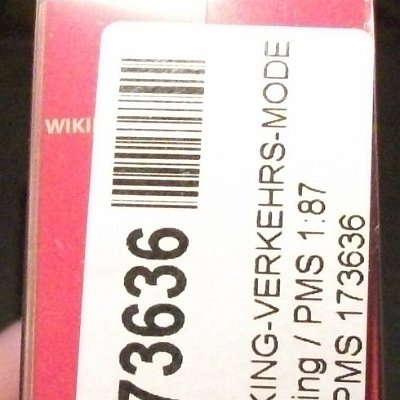 WIKI
73636
KING-VERKEHRS-MODE
ing / PMS 1:87
PMS 173636